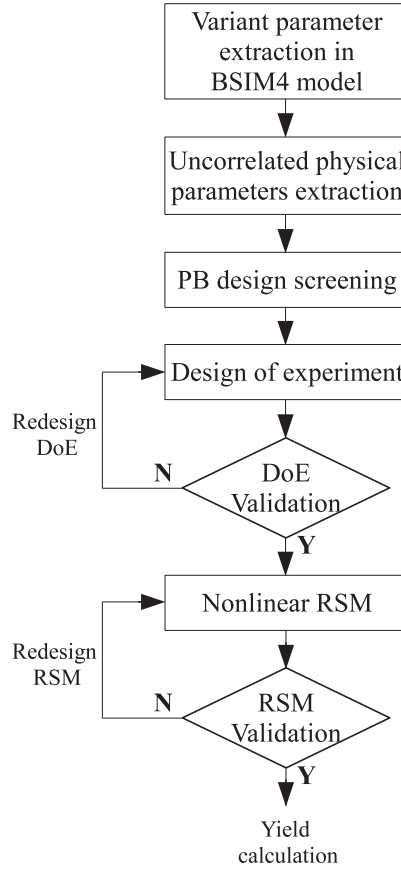 Variant parameter
extraction in
BSIM4 model
Uncorrelated physical
parameters extraction
PB design screening
Design of experiment
Redesign
DoE
N
DoE
Validation
Y
Nonlinear RSM
Redesign
RSM
N
RSM
Validation
Y
Yield
calculation